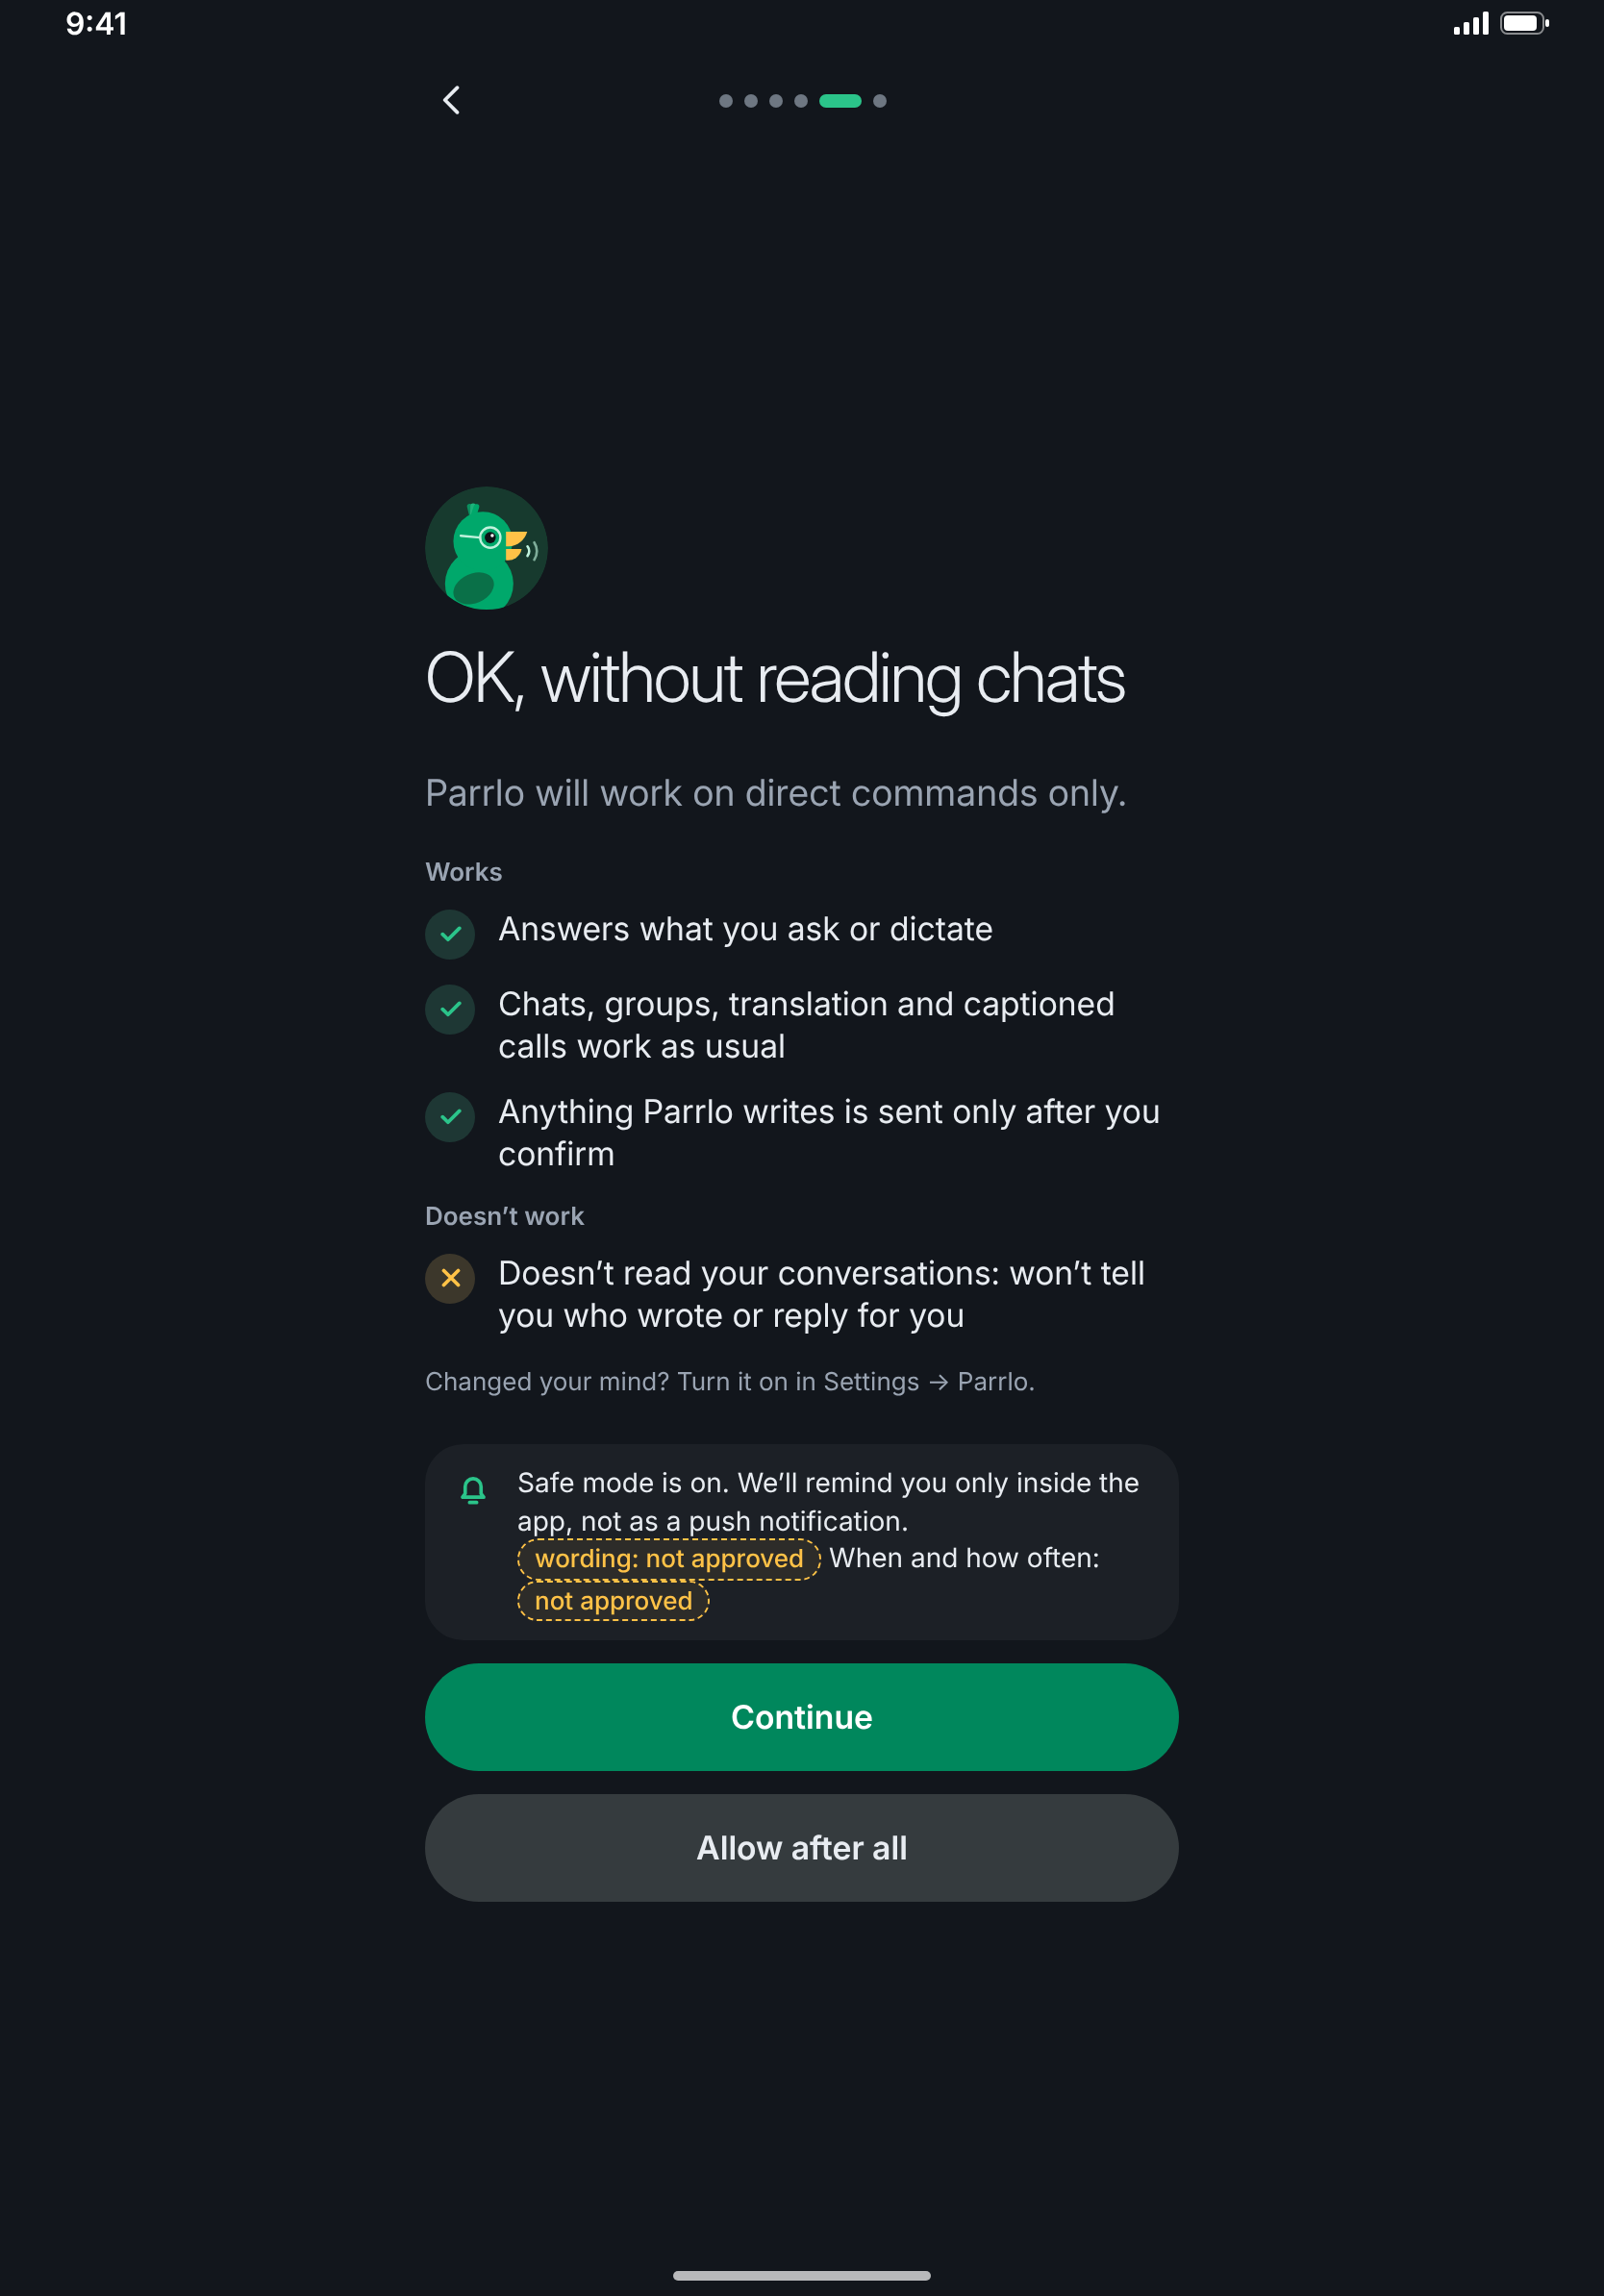 9:41
OK, without reading chats
Parrlo will work on direct commands only.
Works
Answers what you ask or dictate
Chats, groups, translation and captioned
calls work as usual
Anything Parrlo writes is sent only after you
confirm
Doesn’t work
Doesn’t read your conversations: won’t tell
you who wrote or reply for you
Changed your mind? Turn it on in Settings → Parrlo.
Safe mode is on. We’ll remind you only inside the
app, not as a push notification.
wording: not approved When and how often:
not approved
Continue
Allow after all